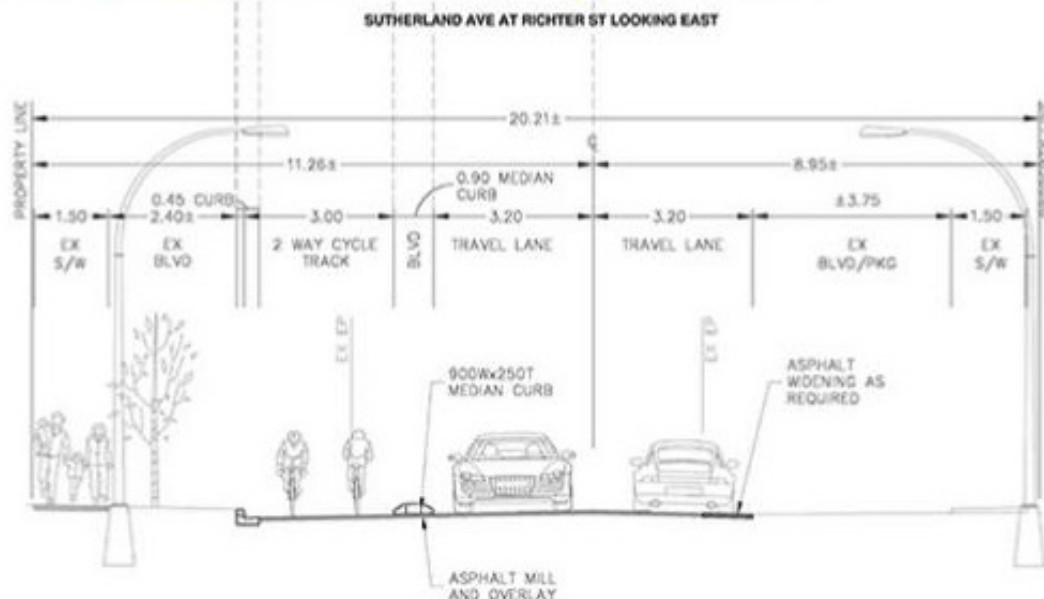 SUTHERLAND AVE AT RICHTER ST LOOKING EAST
PROPERTY LINE
20.21±
11.26±
8.95±
0.45 CURB
0.90 MEDIAN
CURB
±3.75
1.50
2.40±
3.00
3.20
3.20
1.50
EX
S/W
EX
BLVD
2 WAY CYCLE
TRACK
BLVD
TRAVEL LANE
TRAVEL LANE
EX
BLVD/PKG
EX
S/W
EX EP
EX EP
900Wx250T
MEDIAN CURB
ASPHALT
WIDENING AS
REQUIRED
ASPHALT MILL
AND OVERLAY